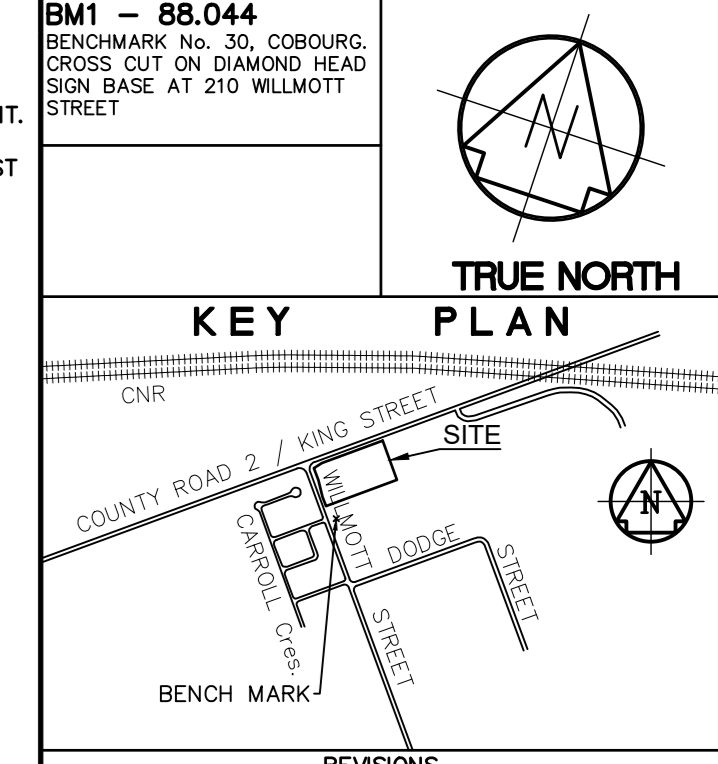 BM1 – 88.044
BENCHMARK No. 30, COBOURG.
CROSS CUT ON DIAMOND HEAD
SIGN BASE AT 210 WILLMOTT
STREET
N
TRUE NORTH
KEY PLAN
CNR
COUNTY ROAD 2 / KING STREET
SITE
WILLMOTT
STREET
CARROLL Cres.
DODGE
STREET
N
BENCH MARK
REVISIONS